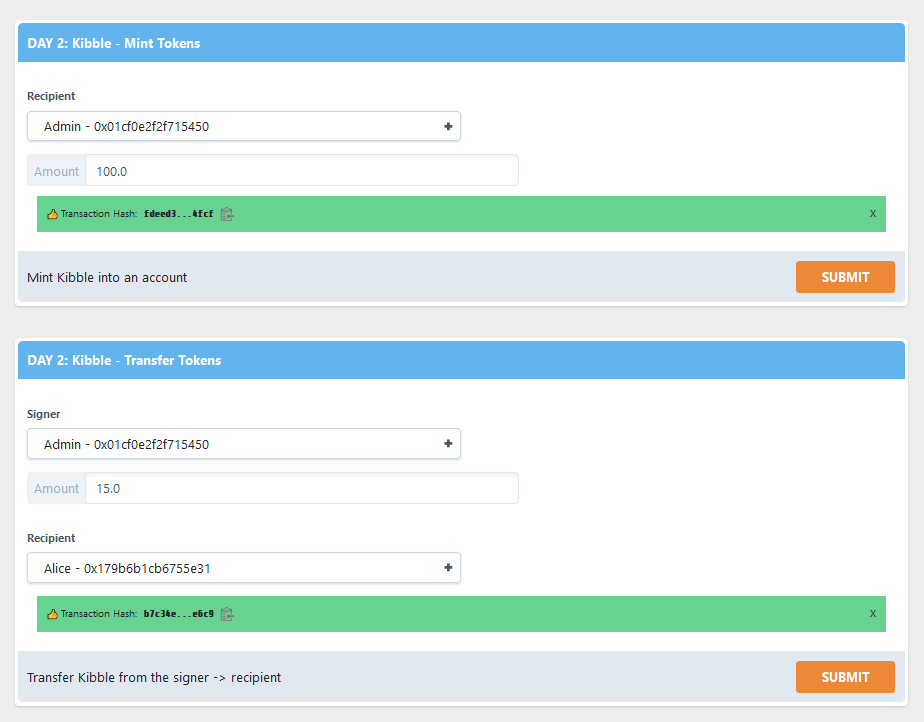 DAY 2: Kibble - Mint Tokens
Recipient
Admin - 0x01cf0e2f2f715450
Amount 100.0
Transaction Hash: fdeed3...4fcf X
Mint Kibble into an account SUBMIT
DAY 2: Kibble - Transfer Tokens
Signer
Admin - 0x01cf0e2f2f715450
Amount 15.0
Recipient
Alice - 0x179b6b1cb6755e31
Transaction Hash: b7c34e...e6c9 X
Transfer Kibble from the signer -> recipient SUBMIT